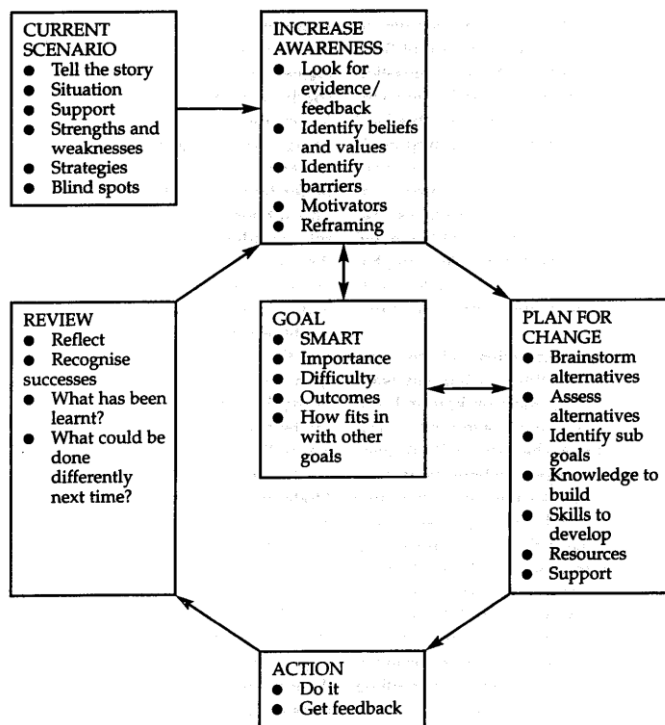 CURRENT
SCENARIO
● Tell the story
● Situation
● Support
● Strengths and
weaknesses
● Strategies
● Blind spots
INCREASE
AWARENESS
● Look for
evidence/
feedback
● Identify beliefs
and values
● Identify
barriers
● Motivators
● Reframing
REVIEW
● Reflect
● Recognise
successes
● What has been
learnt?
● What could be
done
differently
next time?
GOAL
● SMART
● Importance
● Difficulty
● Outcomes
● How fits in
with other
goals
PLAN FOR
CHANGE
● Brainstorm
alternatives
● Assess
alternatives
● Identify sub
goals
● Knowledge to
build
● Skills to
develop
● Resources
● Support
ACTION
● Do it
● Get feedback